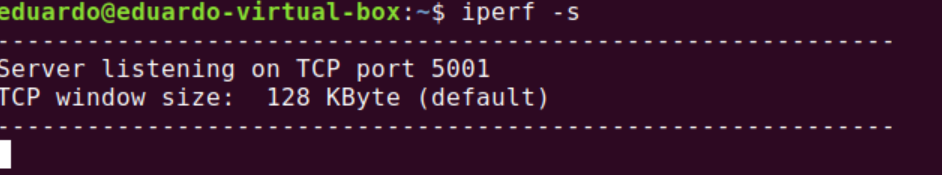 eduardo@eduardo-virtual-box:~$ iperf -s
------------------------------------------------------------
Server listening on TCP port 5001
TCP window size:  128 KByte (default)
------------------------------------------------------------